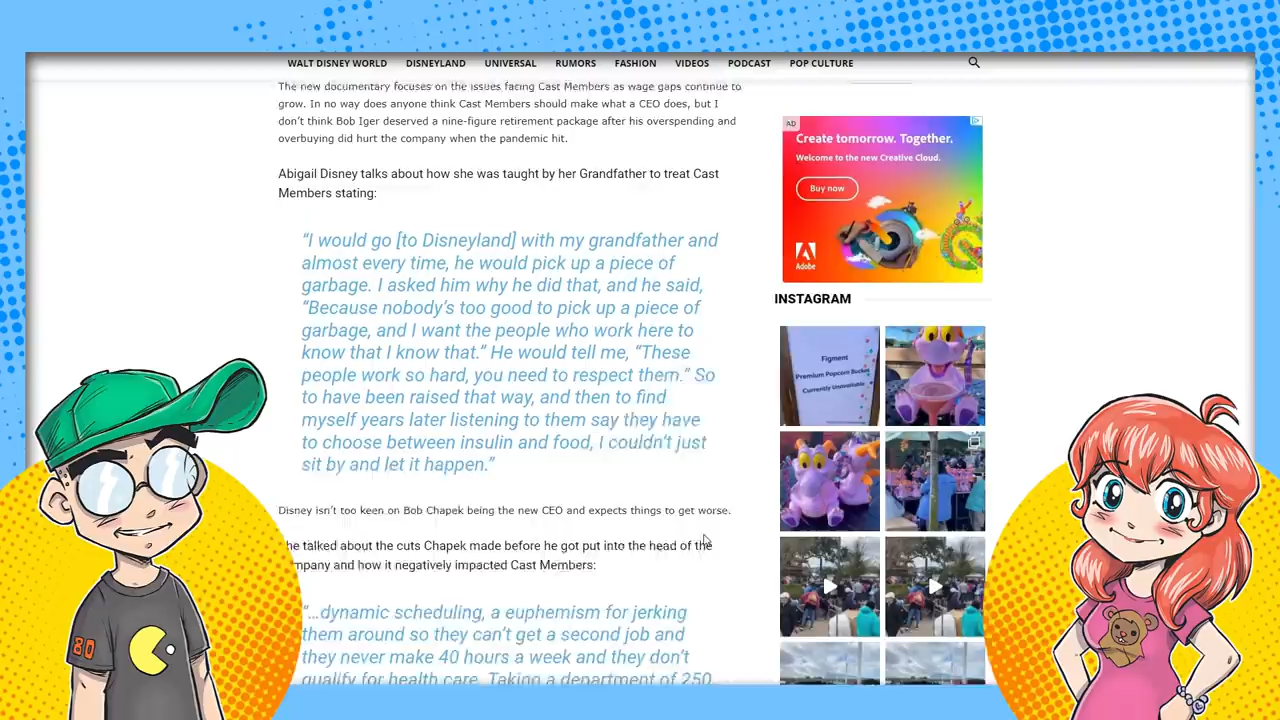 WALT DISNEY WORLD DISNEYLAND UNIVERSAL RUMORS FASHION VIDEOS PODCAST POP CULTURE
The new documentary focuses on the issues facing Cast Members as wage gaps continue to
grow. In no way does anyone think Cast Members should make what a CEO does, but I
don't think Bob Iger deserved a nine-figure retirement package after his overspending and
overbuying did hurt the company when the pandemic hit.
Abigail Disney talks about how she was taught by her Grandfather to treat Cast
Members stating:
“I would go [to Disneyland] with my grandfather and
almost every time, he would pick up a piece of
garbage. I asked him why he did that, and he said,
“Because nobody’s too good to pick up a piece of
garbage, and I want the people who work here to
know that I know that.” He would tell me, “These
people work so hard, you need to respect them.” So
to have been raised that way, and then to find
myself years later listening to them say they have
to choose between insulin and food, I couldn’t just
sit by and let it happen.”
Disney isn’t too keen on Bob Chapek being the new CEO and expects things to get worse.
he talked about the cuts Chapek made before he got put into the head of the
mpany and how it negatively impacted Cast Members:
“…dynamic scheduling, a euphemism for jerking
them around so they can’t get a second job and
they never make 40 hours a week and they don’t
qualify for health care. Taking a department of 250
AD
Create tomorrow. Together.
Welcome to the new Creative Cloud.
Buy now
Adobe
INSTAGRAM
Figment
Premium Popcorn Bucket
Currently Unavailable
80